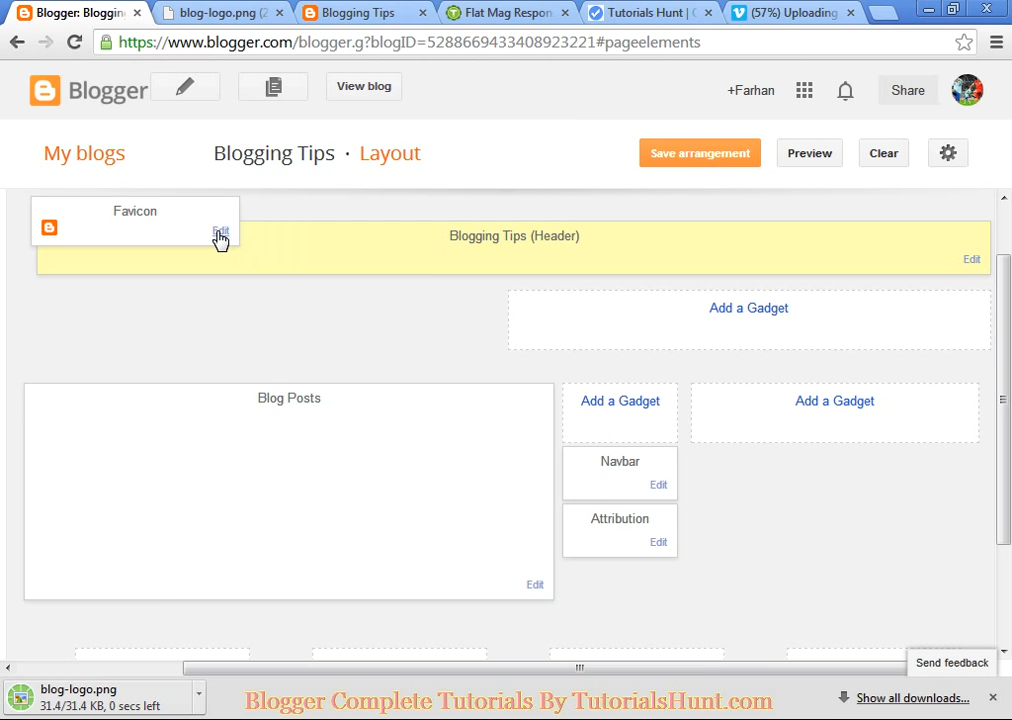 Blogger: Bloggin
blog-logo.png (2
Blogging Tips
Flat Mag Respon
Tutorials Hunt | C
(57%) Uploading
https://www.blogger.com/blogger.g?blogID=5288669433408923221#pageelements
Blogger
View blog
+Farhan
Share
My blogs
Blogging Tips · Layout
Save arrangement
Preview
Clear
Favicon
Edit
Blogging Tips (Header)
Edit
Add a Gadget
Blog Posts
Add a Gadget
Add a Gadget
Navbar
Edit
Attribution
Edit
Edit
Send feedback
blog-logo.png
31.4/31.4 KB, 0 secs left
Blogger Complete Tutorials By TutorialsHunt.com
Show all downloads...